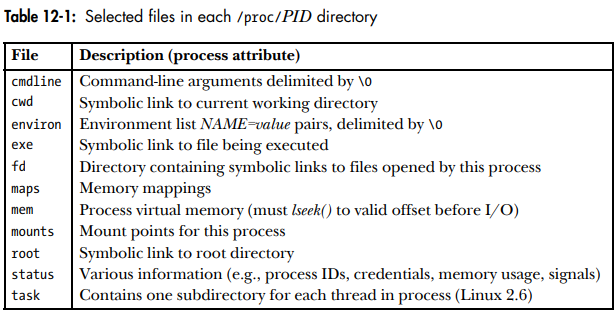 Table 12-1: Selected files in each /proc/PID directory
File Description (process attribute)
cmdline Command-line arguments delimited by \0
cwd Symbolic link to current working directory
environ Environment list NAME=value pairs, delimited by \0
exe Symbolic link to file being executed
fd Directory containing symbolic links to files opened by this process
maps Memory mappings
mem Process virtual memory (must lseek() to valid offset before I/O)
mounts Mount points for this process
root Symbolic link to root directory
status Various information (e.g., process IDs, credentials, memory usage, signals)
task Contains one subdirectory for each thread in process (Linux 2.6)